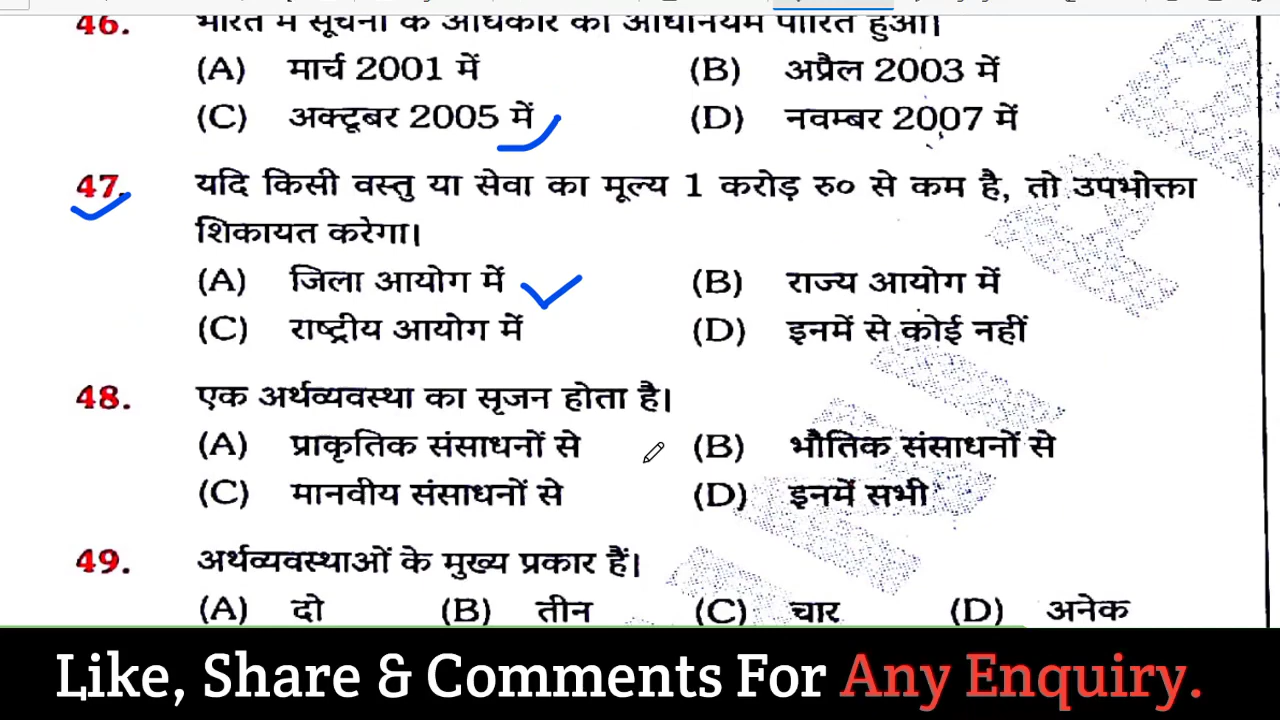 46. भारत में सूचना के अधिकार का अधिनियम पारित हुआ।
(A) मार्च 2001 में (B) अप्रैल 2003 में
(C) अक्टूबर 2005 में (D) नवम्बर 2007 में
47. यदि किसी वस्तु या सेवा का मूल्य 1 करोड़ रु० से कम है, तो उपभोक्ता
शिकायत करेगा।
(A) जिला आयोग में (B) राज्य आयोग में
(C) राष्ट्रीय आयोग में (D) इनमें से कोई नहीं
48. एक अर्थव्यवस्था का सृजन होता है।
(A) प्राकृतिक संसाधनों से (B) भौतिक संसाधनों से
(C) मानवीय संसाधनों से (D) इनमें सभी
49. अर्थव्यवस्थाओं के मुख्य प्रकार हैं।
(A) दो (B) तीन (C) चार (D) अनेक
Like, Share & Comments For Any Enquiry.